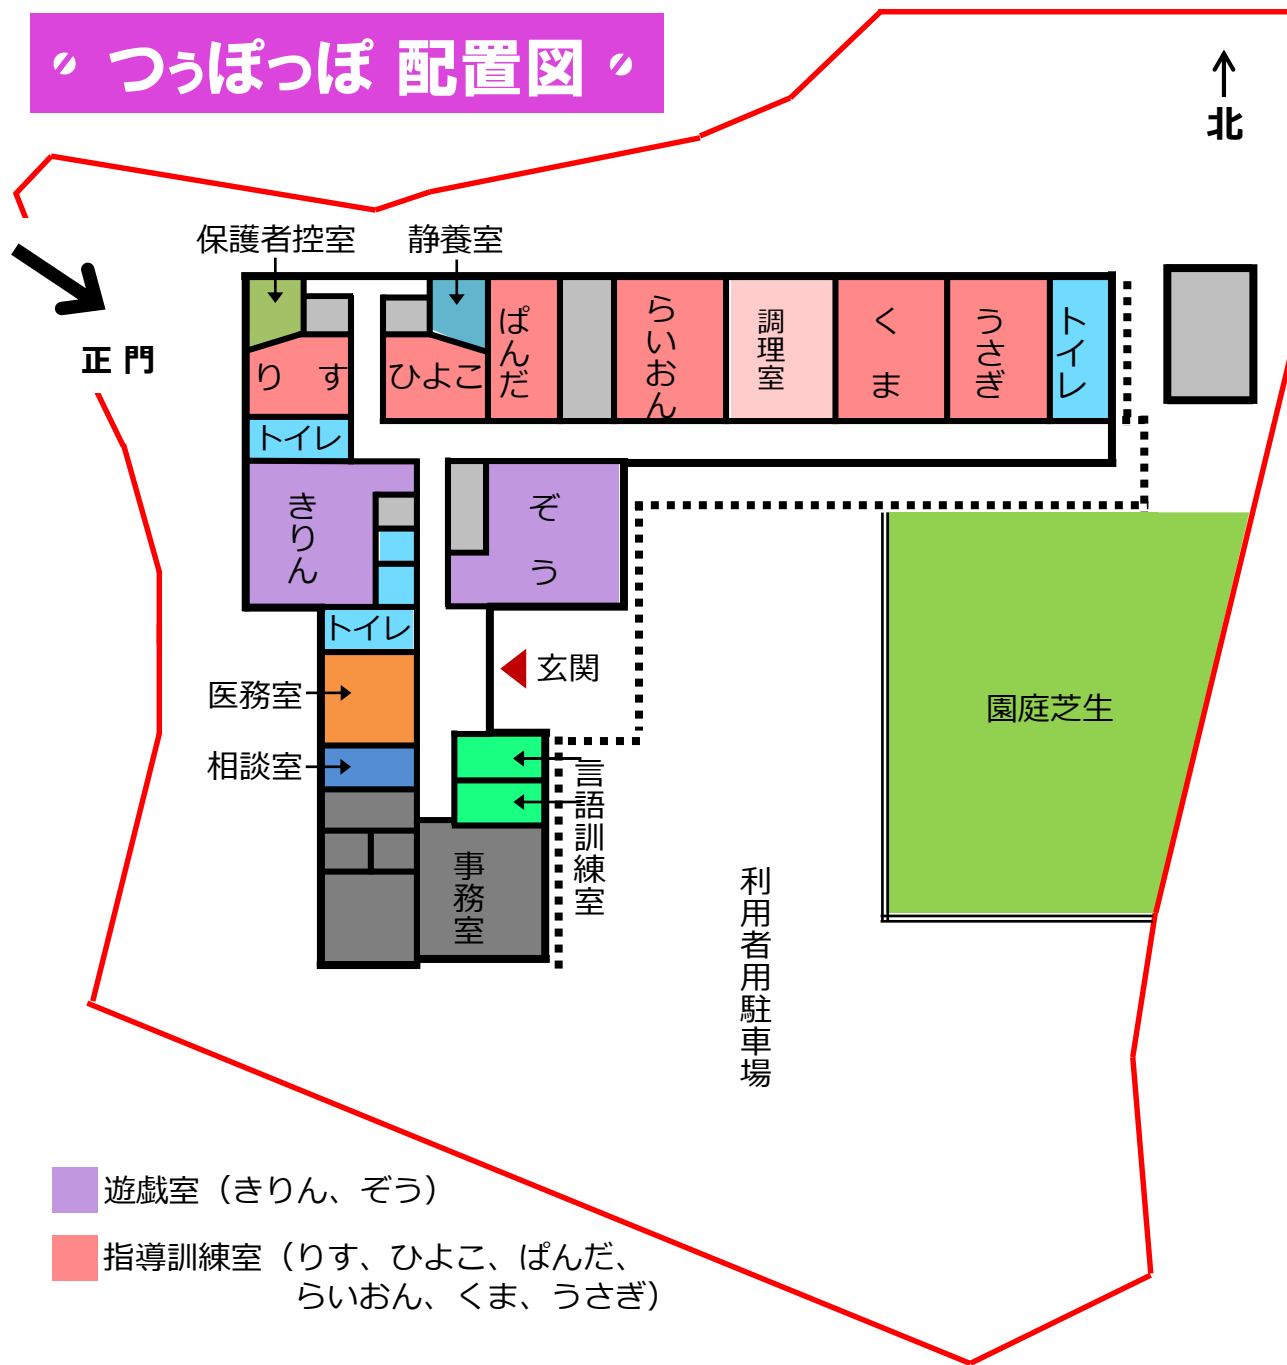 つぅぽっぽ 配置図
北
保護者控室
静養室
正門
りす
ひよこ
ぱんだ
らいおん
調理室
くま
うさぎ
トイレ
トイレ
きりん
ぞう
トイレ
玄関
医務室
相談室
言語訓練室
事務室
園庭芝生
利用者用駐車場
遊戯室（きりん、ぞう）
指導訓練室（りす、ひよこ、ぱんだ、
らいおん、くま、うさぎ）